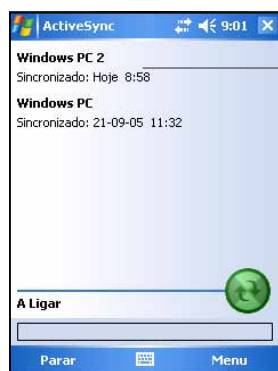 ActiveSync 9:01
Windows PC 2
Sincronizado: Hoje 8:58
Windows PC
Sincronizado: 21-09-05 11:32
A Ligar
Parar Menu